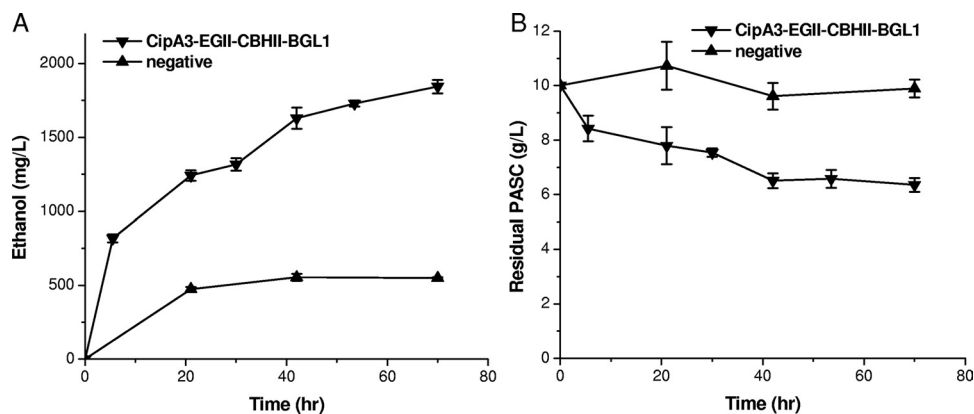 A
CipA3-EGII-CBHII-BGL1
negative
2000
1500
1000
500
0
Ethanol (mg/L)
0 20 40 60 80
Time (hr)
B
CipA3-EGII-CBHII-BGL1
negative
12
10
8
6
4
2
0
Residual PASC (g/L)
0 20 40 60 80
Time (hr)